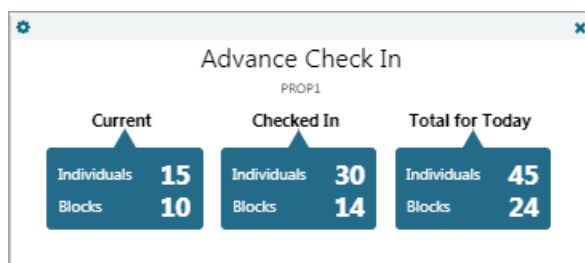 Advance Check In
PROP1
Current Checked In Total for Today
Individuals 15 Individuals 30 Individuals 45
Blocks 10 Blocks 14 Blocks 24